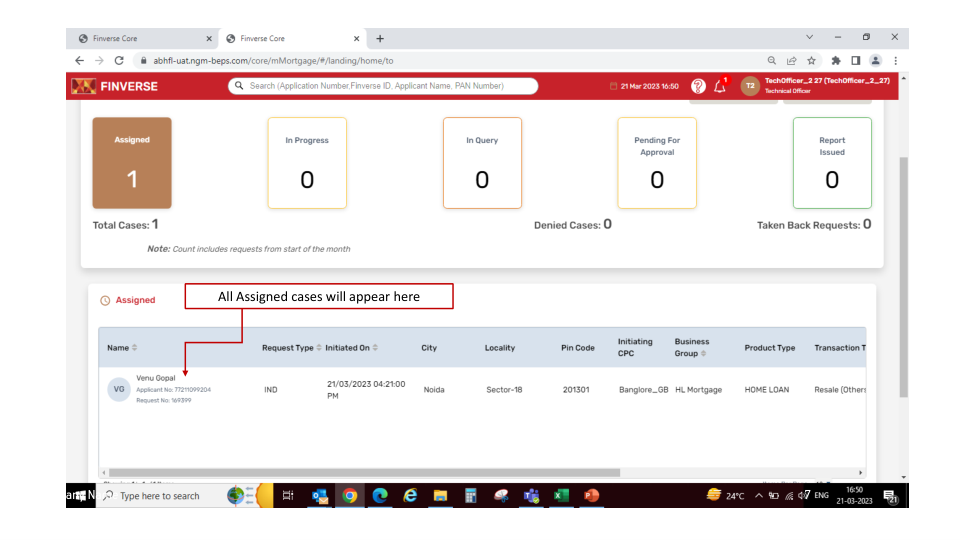 Finverse Core
Finverse Core
abhfl-uat.ngm-beps.com/core/mMortgage/#/landing/home/to
FINVERSE
Search (Application Number,Finverse ID, Applicant Name, PAN Number)
21 Mar 2023 16:50
T2
TechOfficer_2 27 (TechOfficer_2_27)
Technical Officer
Assigned
1
In Progress
0
In Query
0
Pending For
Approval
0
Report
Issued
0
Total Cases: 1
Denied Cases: 0
Taken Back Requests: 0
Note: Count includes requests from start of the month
Assigned
All Assigned cases will appear here
Name
Request Type
Initiated On
City
Locality
Pin Code
Initiating
CPC
Business
Group
Product Type
Transaction T
VG
Venu Gopal
Applicant No: 77211099204
Request No: 169399
IND
21/03/2023 04:21:00
PM
Noida
Sector-18
201301
Banglore_GB
HL Mortgage
HOME LOAN
Resale (Others
Type here to search
24°C
ENG
16:50
21-03-2023
21